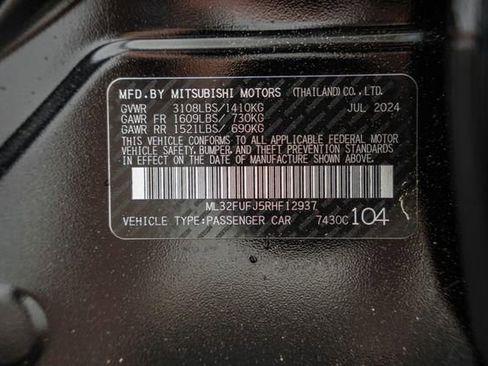 MFD.BY MITSUBISHI MOTORS (THAILAND) CO., LTD.
GVWR 3108LBS/1410KG JUL 2024
GAWR FR 1609LBS/ 730KG
GAWR RR 1521LBS/ 690KG
THIS VEHICLE CONFORMS TO ALL APPLICABLE FEDERAL MOTOR
VEHICLE SAFETY, BUMPER, AND THEFT PREVENTION STANDARDS
IN EFFECT ON THE DATE OF MANUFACTURE SHOWN ABOVE.
ML32FUFJ5RHF12937
VEHICLE TYPE:PASSENGER CAR 7430C 104